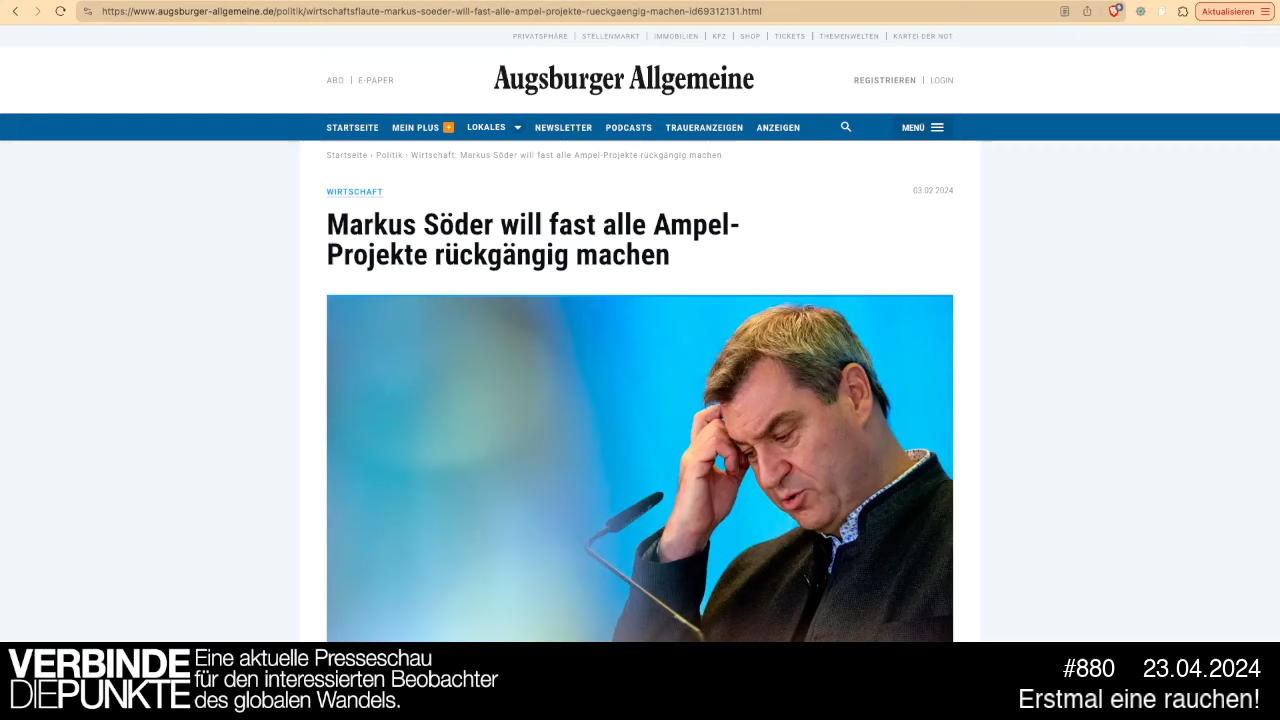 https://www.augsburger-allgemeine.de/politik/wirtschaftsflaute-markus-soeder-will-fast-alle-ampel-projekte-rueckgaengig-machen-id69312131.html
Aktualisieren
PRIVATSPHÄRE | STELLENMARKT | IMMOBILIEN | KFZ | SHOP | TICKETS | THEMENWELTEN | KARTEI DER NOT
ABO | E-PAPER
Augsburger Allgemeine
REGISTRIEREN | LOGIN
STARTSEITE MEIN PLUS + LOKALES NEWSLETTER PODCASTS TRAUERANZEIGEN ANZEIGEN MENÜ
Startseite › Politik › Wirtschaft: Markus Söder will fast alle Ampel-Projekte rückgängig machen
WIRTSCHAFT
03.02.2024
Markus Söder will fast alle Ampel-
Projekte rückgängig machen
VERBINDE
DIEPUNKTE
Eine aktuelle Presseschau
für den interessierten Beobachter
des globalen Wandels.
#880 23.04.2024
Erstmal eine rauchen!